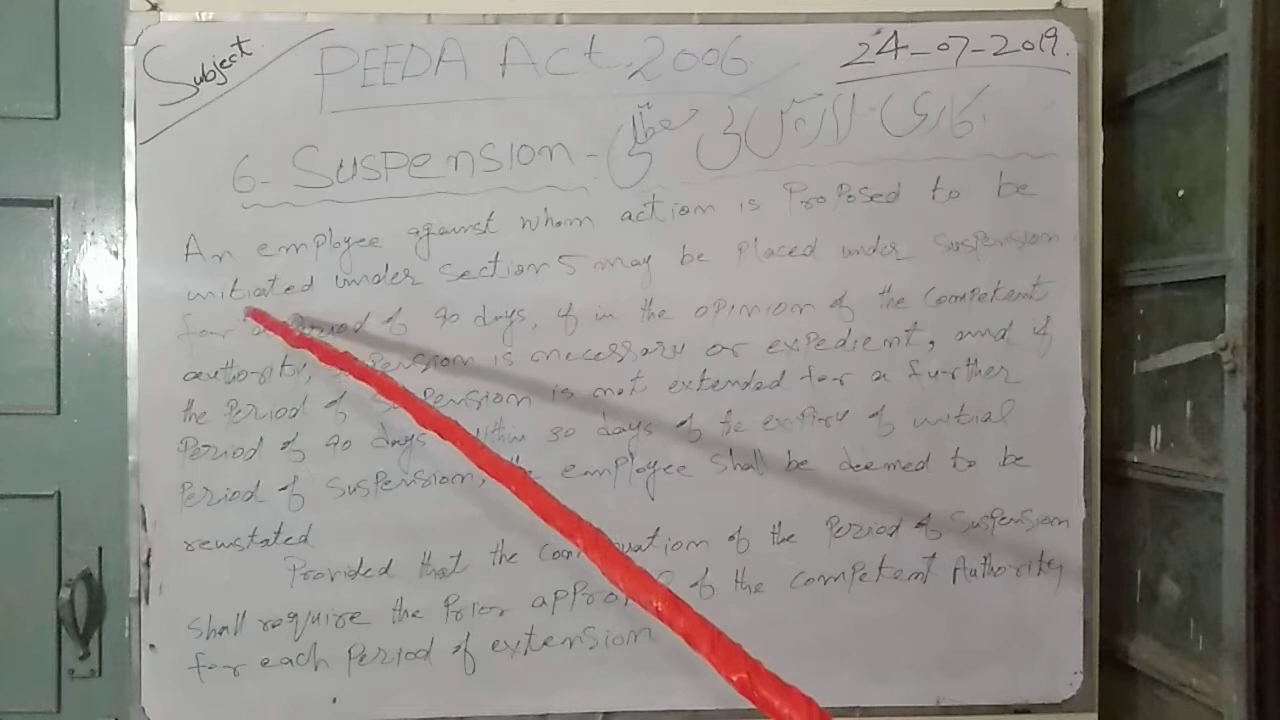 Subject
PEEDA Act. 2006
24-07-2019.
6- Suspension - سرکاری ملازمین کی معطلی
An employee against whom action is Proposed to be
initiated under section 5 may be Placed under suspension
for a Period of 90 days, if in the opinion of the Competent
authority, suspension is necessary or expedient, and if
the Period of suspension is not extended for a further
Period of 90 days within 30 days of the expiry of initial
Period of suspension, the employee shall be deemed to be
reinstated
Provided that the continuation of the Period of Suspension
shall require the Prior approval of the competent Authority
for each Period of extension